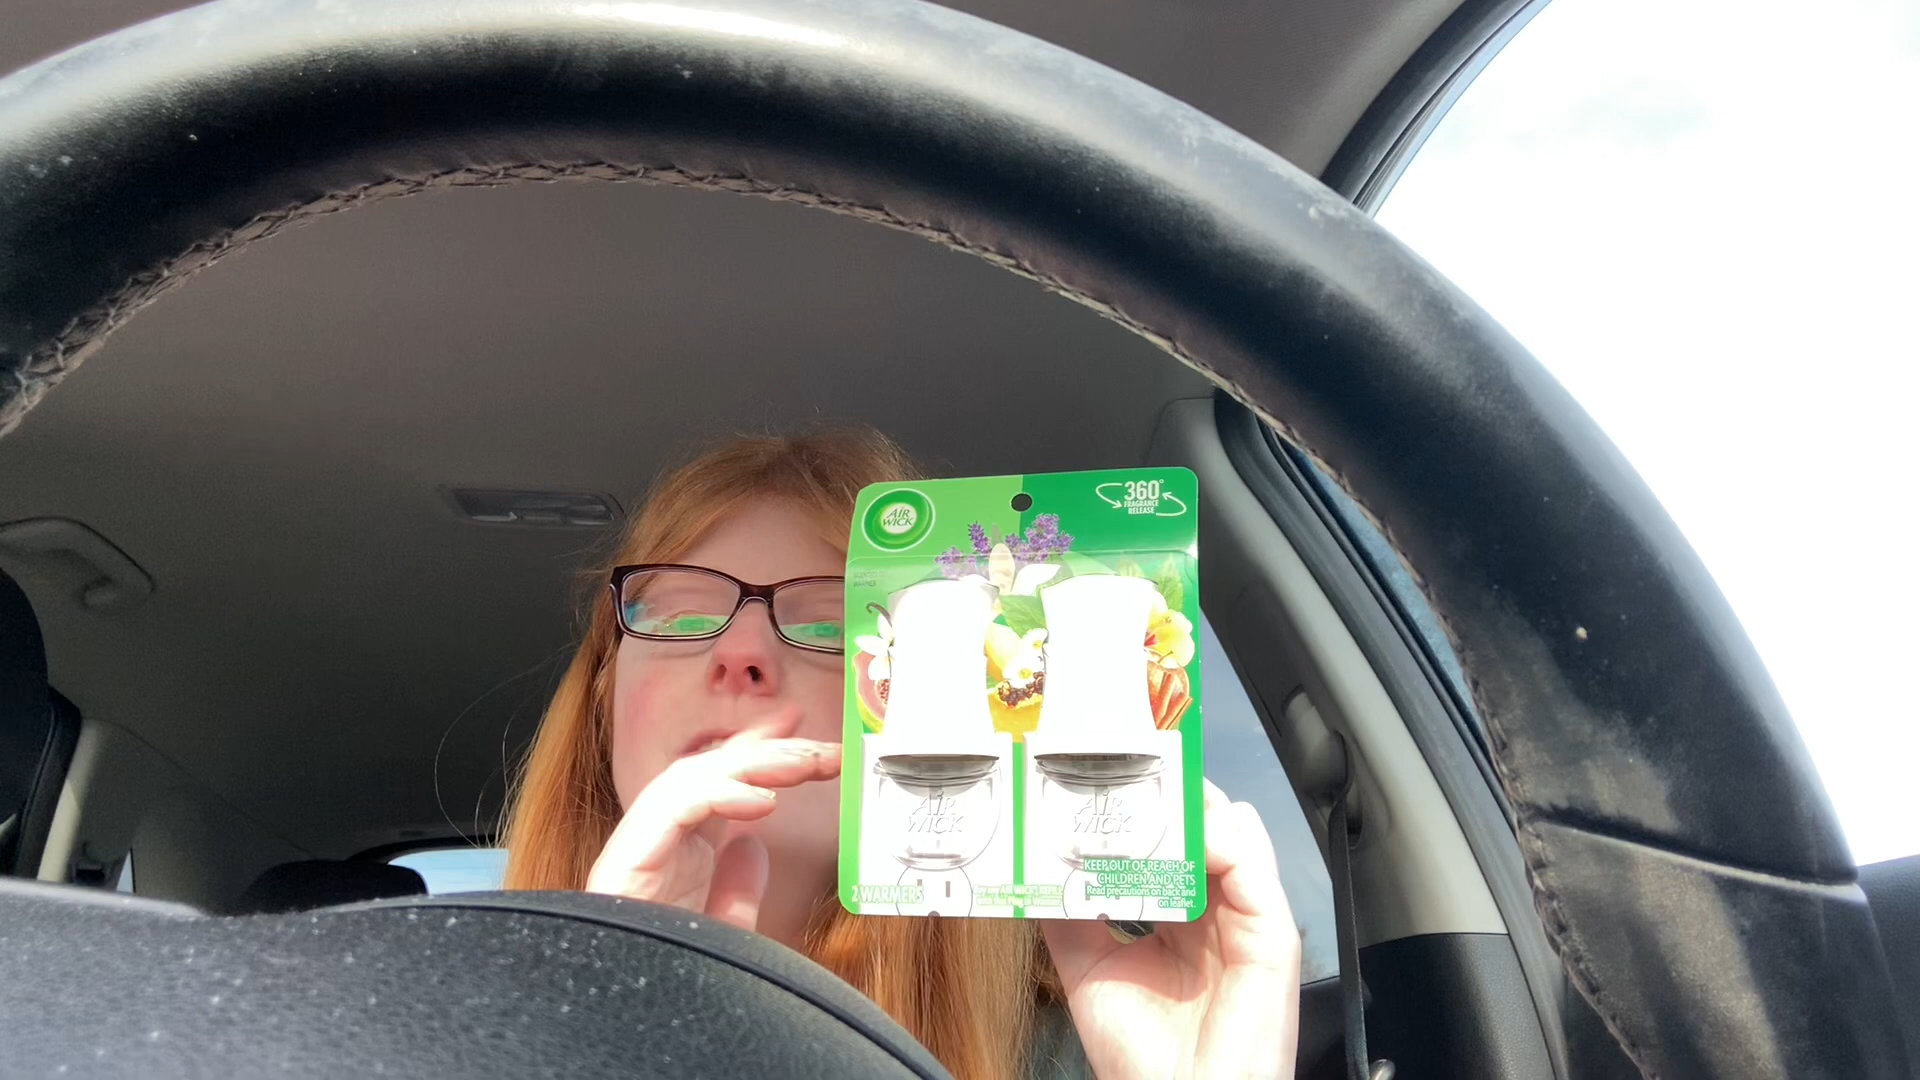 AIR
WICK
360°
FRAGRANCE
RELEASE
AIR
WICK
AIR
WICK
KEEP OUT OF REACH OF
CHILDREN AND PETS
Read precautions on back and
on leaflet.
2 WARMERS